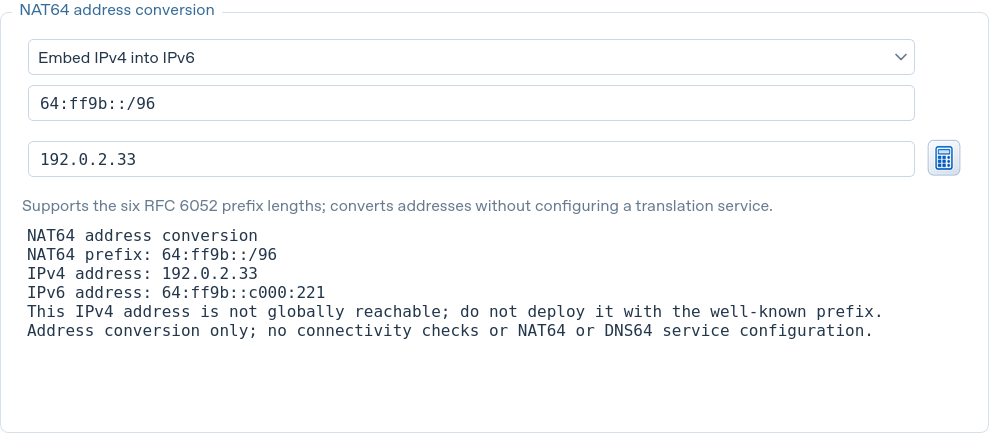 NAT64 address conversion
Embed IPv4 into IPv6
64:ff9b::/96
192.0.2.33
Supports the six RFC 6052 prefix lengths; converts addresses without configuring a translation service.
NAT64 address conversion
NAT64 prefix: 64:ff9b::/96
IPv4 address: 192.0.2.33
IPv6 address: 64:ff9b::c000:221
This IPv4 address is not globally reachable; do not deploy it with the well-known prefix.
Address conversion only; no connectivity checks or NAT64 or DNS64 service configuration.